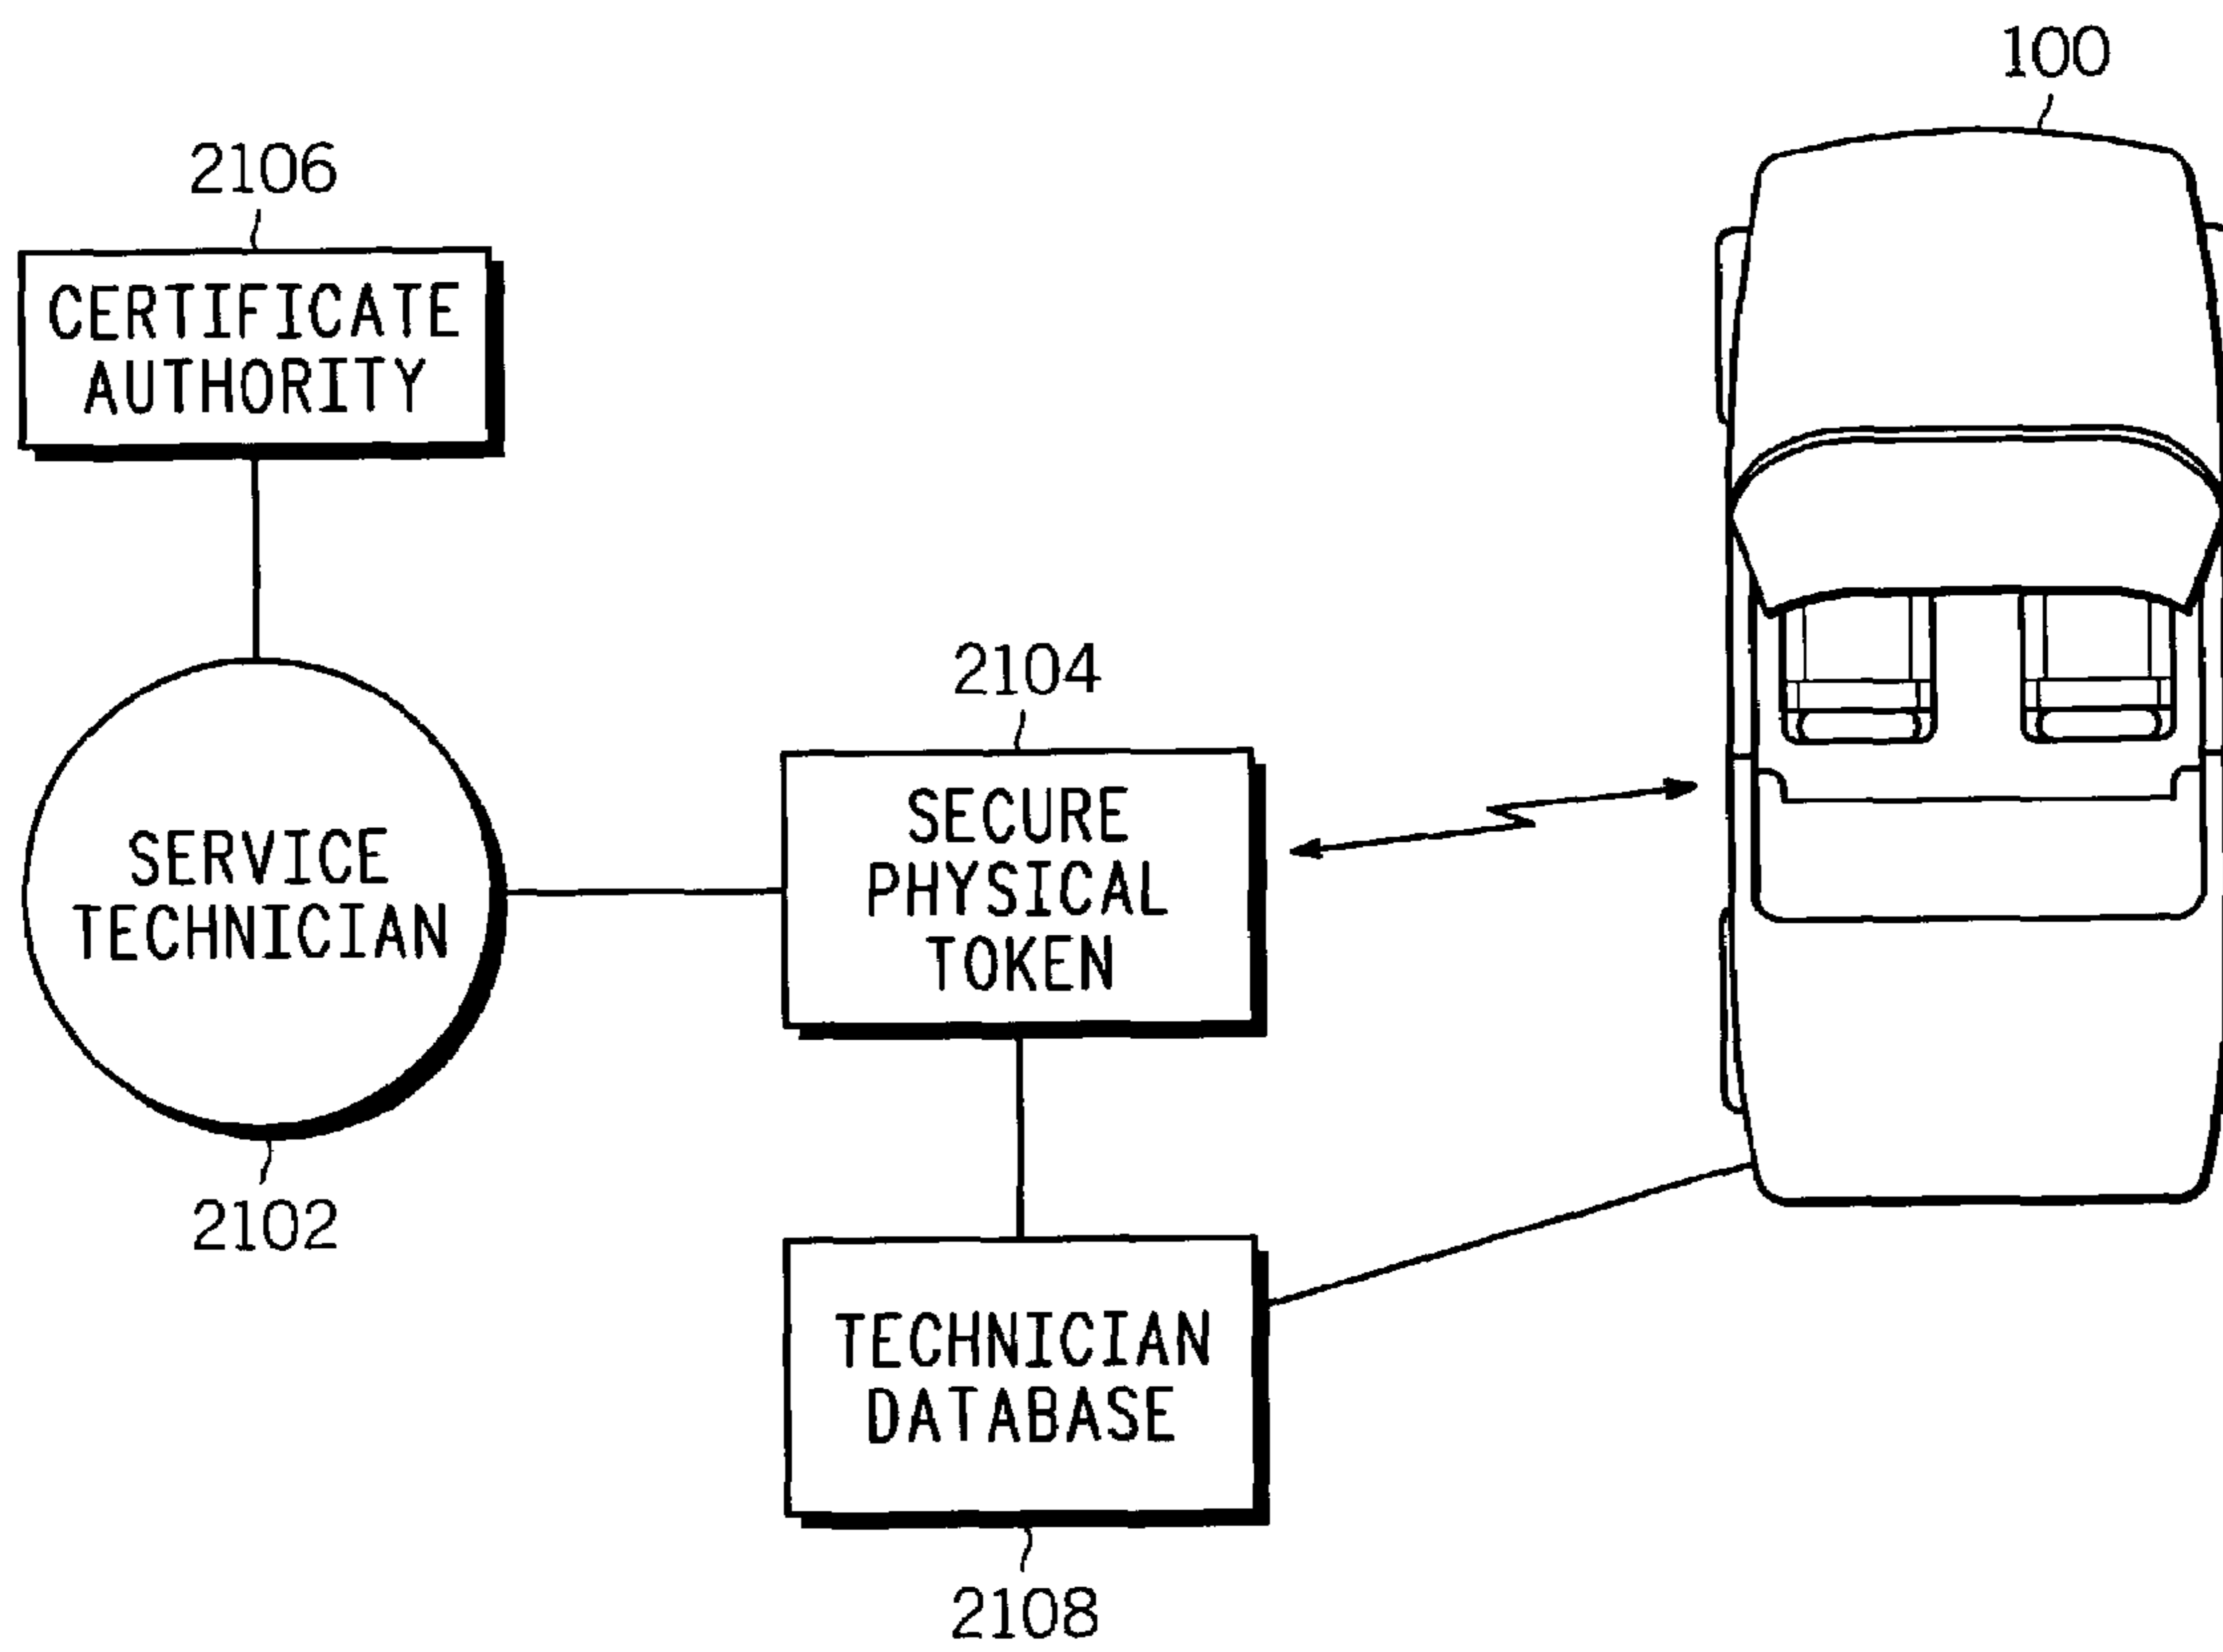 100
2106
CERTIFICATE
AUTHORITY
2104
SECURE
PHYSICAL
TOKEN
SERVICE
TECHNICIAN
2102
TECHNICIAN
DATABASE
2108